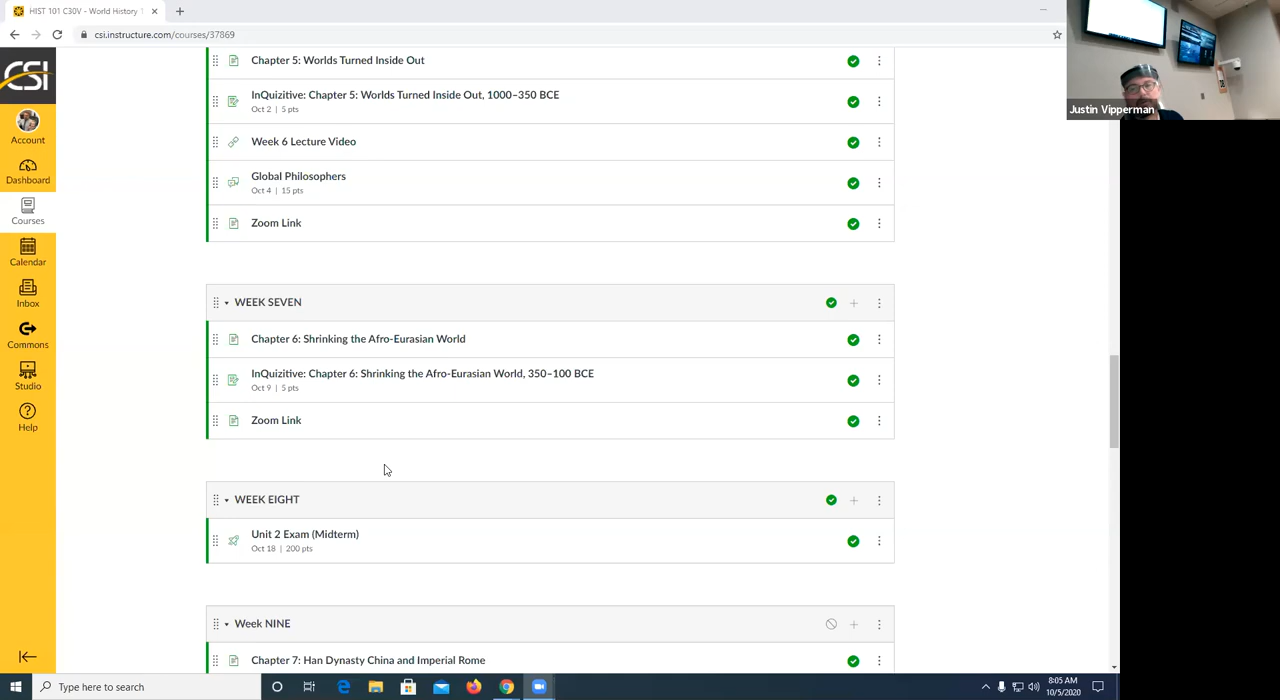 HIST 101 C30V - World History 1
csi.instructure.com/courses/37869
CSI
Account
Dashboard
Courses
Calendar
Inbox
Commons
Studio
Help
Chapter 5: Worlds Turned Inside Out
InQuizitive: Chapter 5: Worlds Turned Inside Out, 1000–350 BCE
Oct 2 | 5 pts
Week 6 Lecture Video
Global Philosophers
Oct 4 | 15 pts
Zoom Link
WEEK SEVEN
Chapter 6: Shrinking the Afro-Eurasian World
InQuizitive: Chapter 6: Shrinking the Afro-Eurasian World, 350–100 BCE
Oct 9 | 5 pts
Zoom Link
WEEK EIGHT
Unit 2 Exam (Midterm)
Oct 18 | 200 pts
Week NINE
Chapter 7: Han Dynasty China and Imperial Rome
Justin Vipperman
Type here to search
8:05 AM
10/5/2020